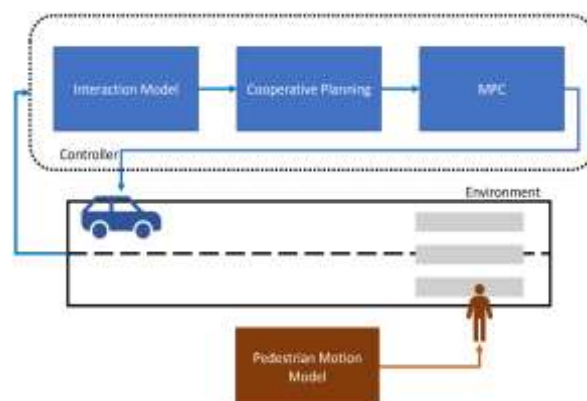 Interaction Model
Cooperative Planning
MPC
Controller
Environment
Pedestrian Motion
Model